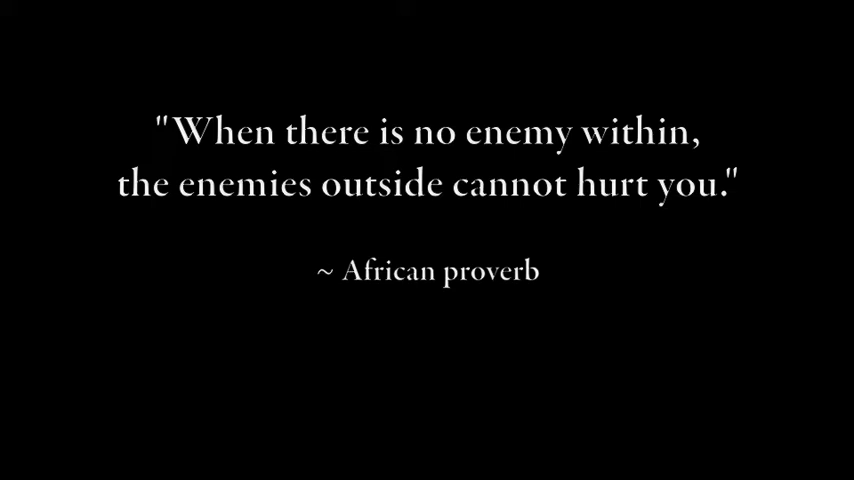 "When there is no enemy within,
the enemies outside cannot hurt you."
~ African proverb